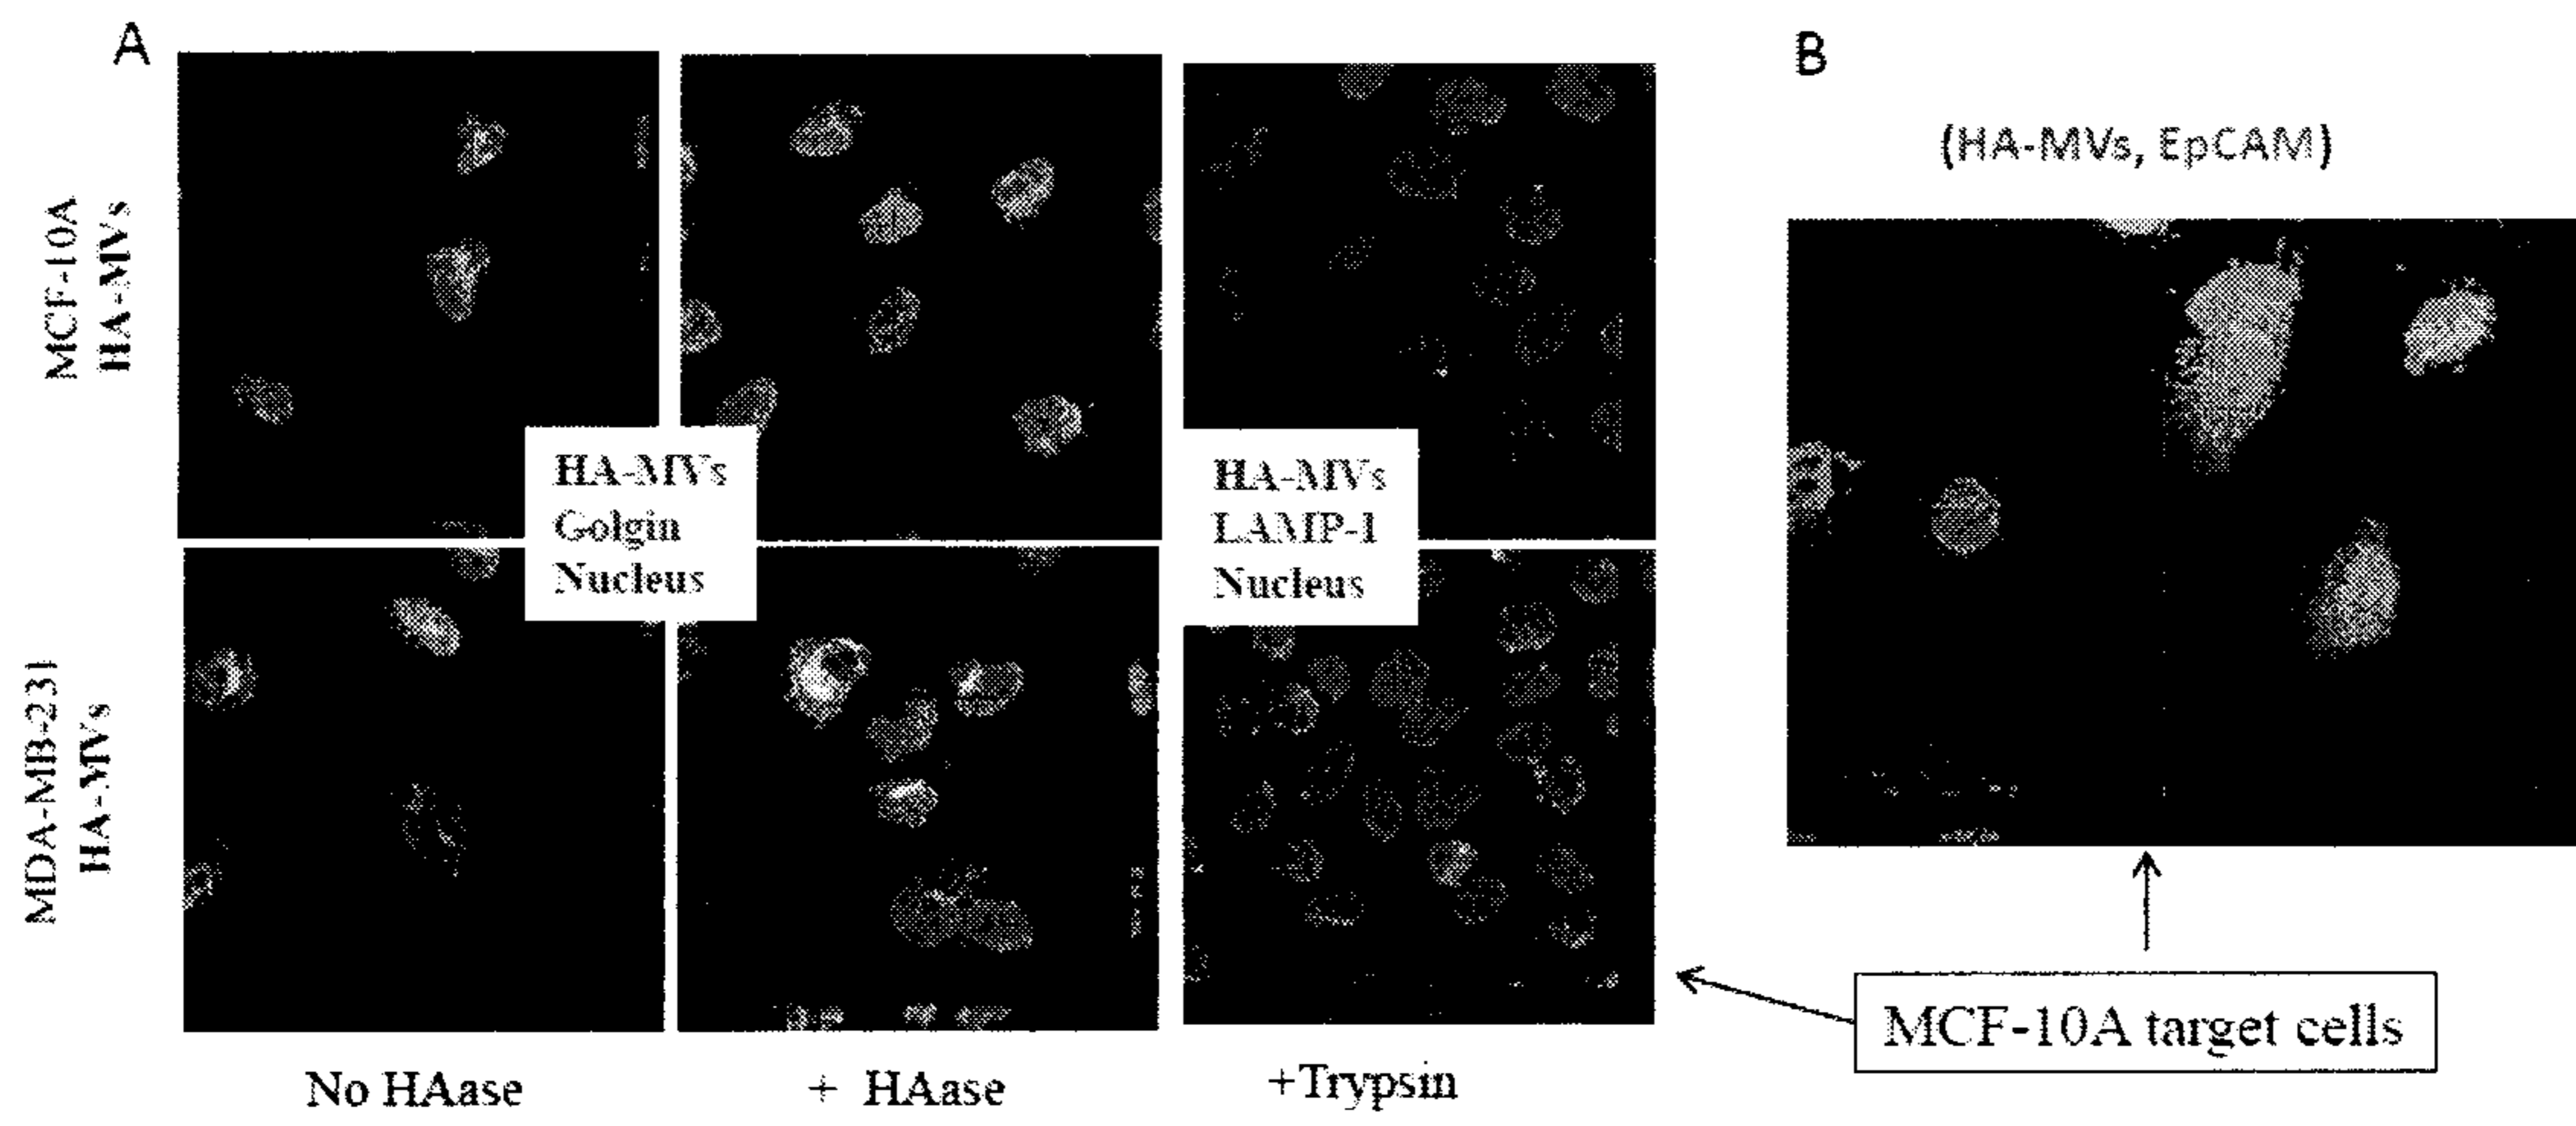 A
B
(HA-MVs, EpCAM)
MCF-10A
HA-MVs
HA-MVs
Golgin
Nucleus
HA-MVs
LAMP-1
Nucleus
MDA-MB-231
HA-MVs
MCF-10A target cells
No HAase
+ HAase
+Trypsin